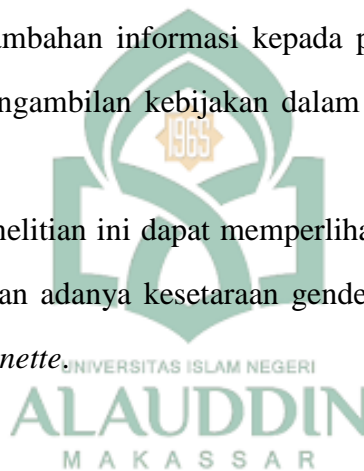 ambahan informasi kepada p
ngambilan kebijakan dalam
1965
nelitian ini dapat memperliha
an adanya kesetaraan gende
nette.
UNIVERSITAS ISLAM NEGERI
ALAUDDIN
MAKASSAR